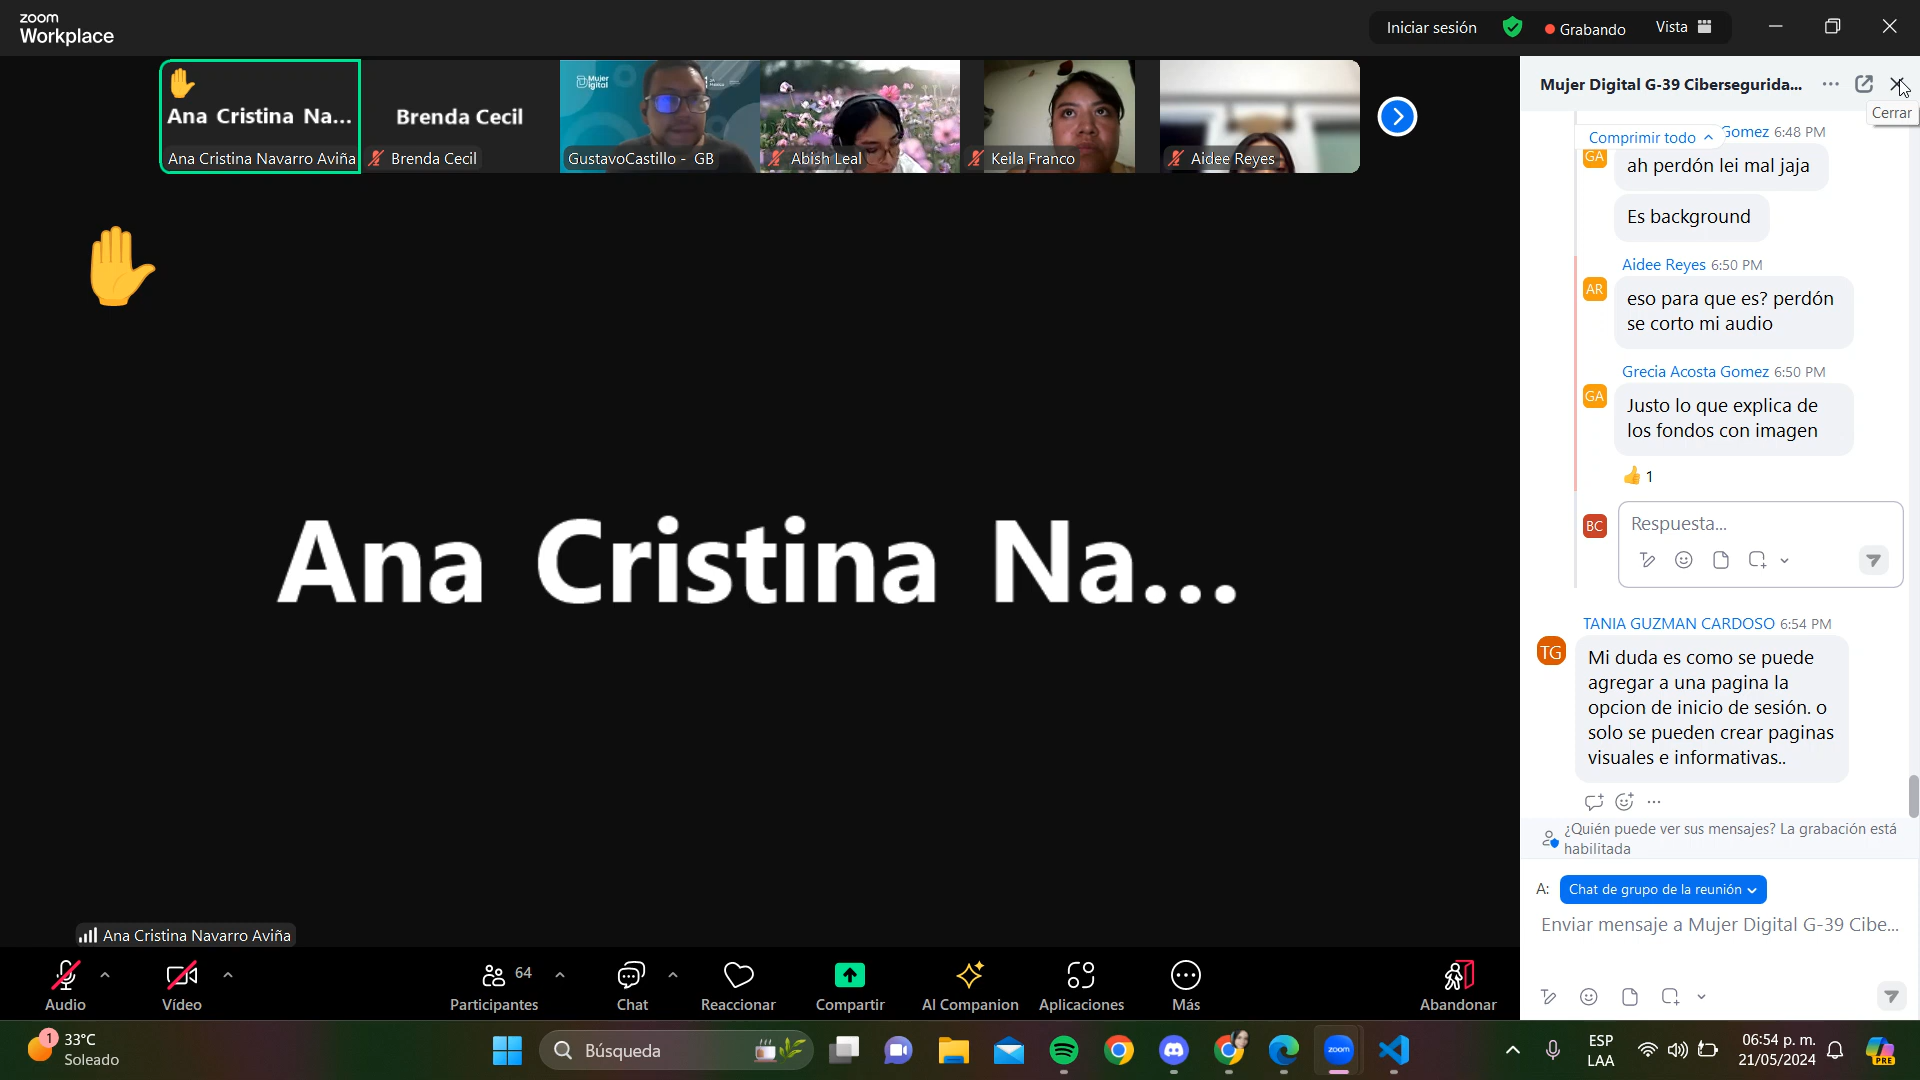 zoom
Workplace
Iniciar sesión
Grabando
Vista
Ana Cristina Na...
Ana Cristina Navarro Aviña
Brenda Cecil
Brenda Cecil
Mujer
Digital
GustavoCastillo - GB
Abish Leal
Keila Franco
Aidee Reyes
Ana Cristina Na...
Ana Cristina Navarro Aviña
Mujer Digital G-39 Cibersegurida...
Cerrar
Comprimir todo
Gomez 6:48 PM
GA
ah perdón lei mal jaja
Es background
Aidee Reyes 6:50 PM
AR
eso para que es? perdón
se corto mi audio
Grecia Acosta Gomez 6:50 PM
GA
Justo lo que explica de
los fondos con imagen
👍 1
BC
Respuesta...
TANIA GUZMAN CARDOSO 6:54 PM
TG
Mi duda es como se puede
agregar a una pagina la
opcion de inicio de sesión. o
solo se pueden crear paginas
visuales e informativas..
¿Quién puede ver sus mensajes? La grabación está
habilitada
A: Chat de grupo de la reunión
Enviar mensaje a Mujer Digital G-39 Cibe...
Audio
Vídeo
64
Participantes
Chat
Reaccionar
Compartir
AI Companion
Aplicaciones
Más
Abandonar
1
33°C
Soleado
Búsqueda
zoom
ESP
LAA
06:54 p. m.
21/05/2024
PRE